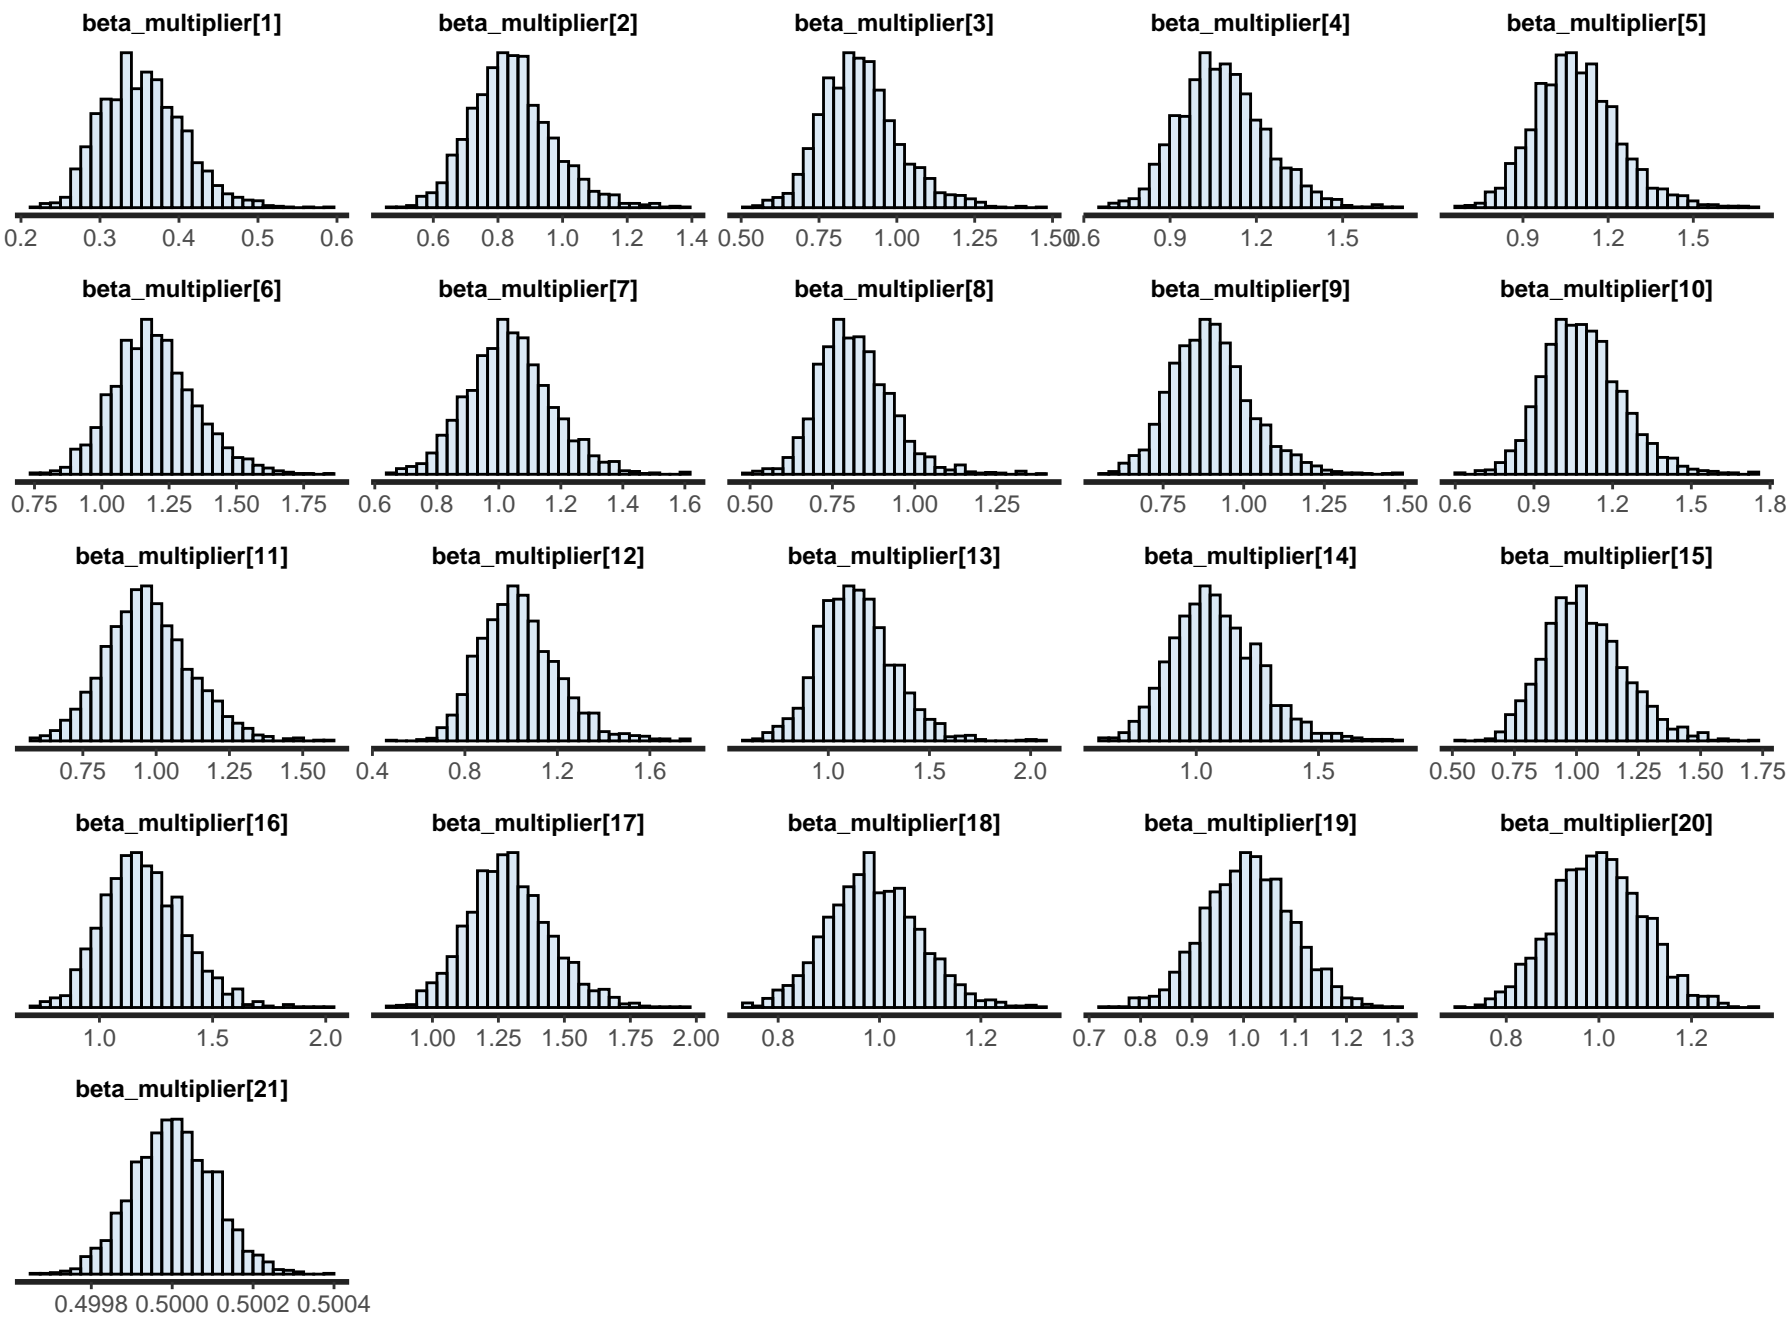 beta_multiplier[1] beta_multiplier[2] beta_multiplier[3] beta_multiplier[4] beta_multiplier[5]
0.2 0.3 0.4 0.5 0.6 0.6 0.8 1.0 1.2 1.4 0.50 0.75 1.00 1.25 1.50 0.6 0.9 1.2 1.5 0.9 1.2 1.5
beta_multiplier[6] beta_multiplier[7] beta_multiplier[8] beta_multiplier[9] beta_multiplier[10]
0.75 1.00 1.25 1.50 1.75 0.6 0.8 1.0 1.2 1.4 1.6 0.50 0.75 1.00 1.25 0.75 1.00 1.25 1.50 0.6 0.9 1.2 1.5 1.8
beta_multiplier[11] beta_multiplier[12] beta_multiplier[13] beta_multiplier[14] beta_multiplier[15]
0.75 1.00 1.25 1.50 0.4 0.8 1.2 1.6 1.0 1.5 2.0 1.0 1.5 0.50 0.75 1.00 1.25 1.50 1.75
beta_multiplier[16] beta_multiplier[17] beta_multiplier[18] beta_multiplier[19] beta_multiplier[20]
1.0 1.5 2.0 1.00 1.25 1.50 1.75 2.00 0.8 1.0 1.2 0.7 0.8 0.9 1.0 1.1 1.2 1.3 0.8 1.0 1.2
beta_multiplier[21]
0.4998 0.5000 0.5002 0.5004